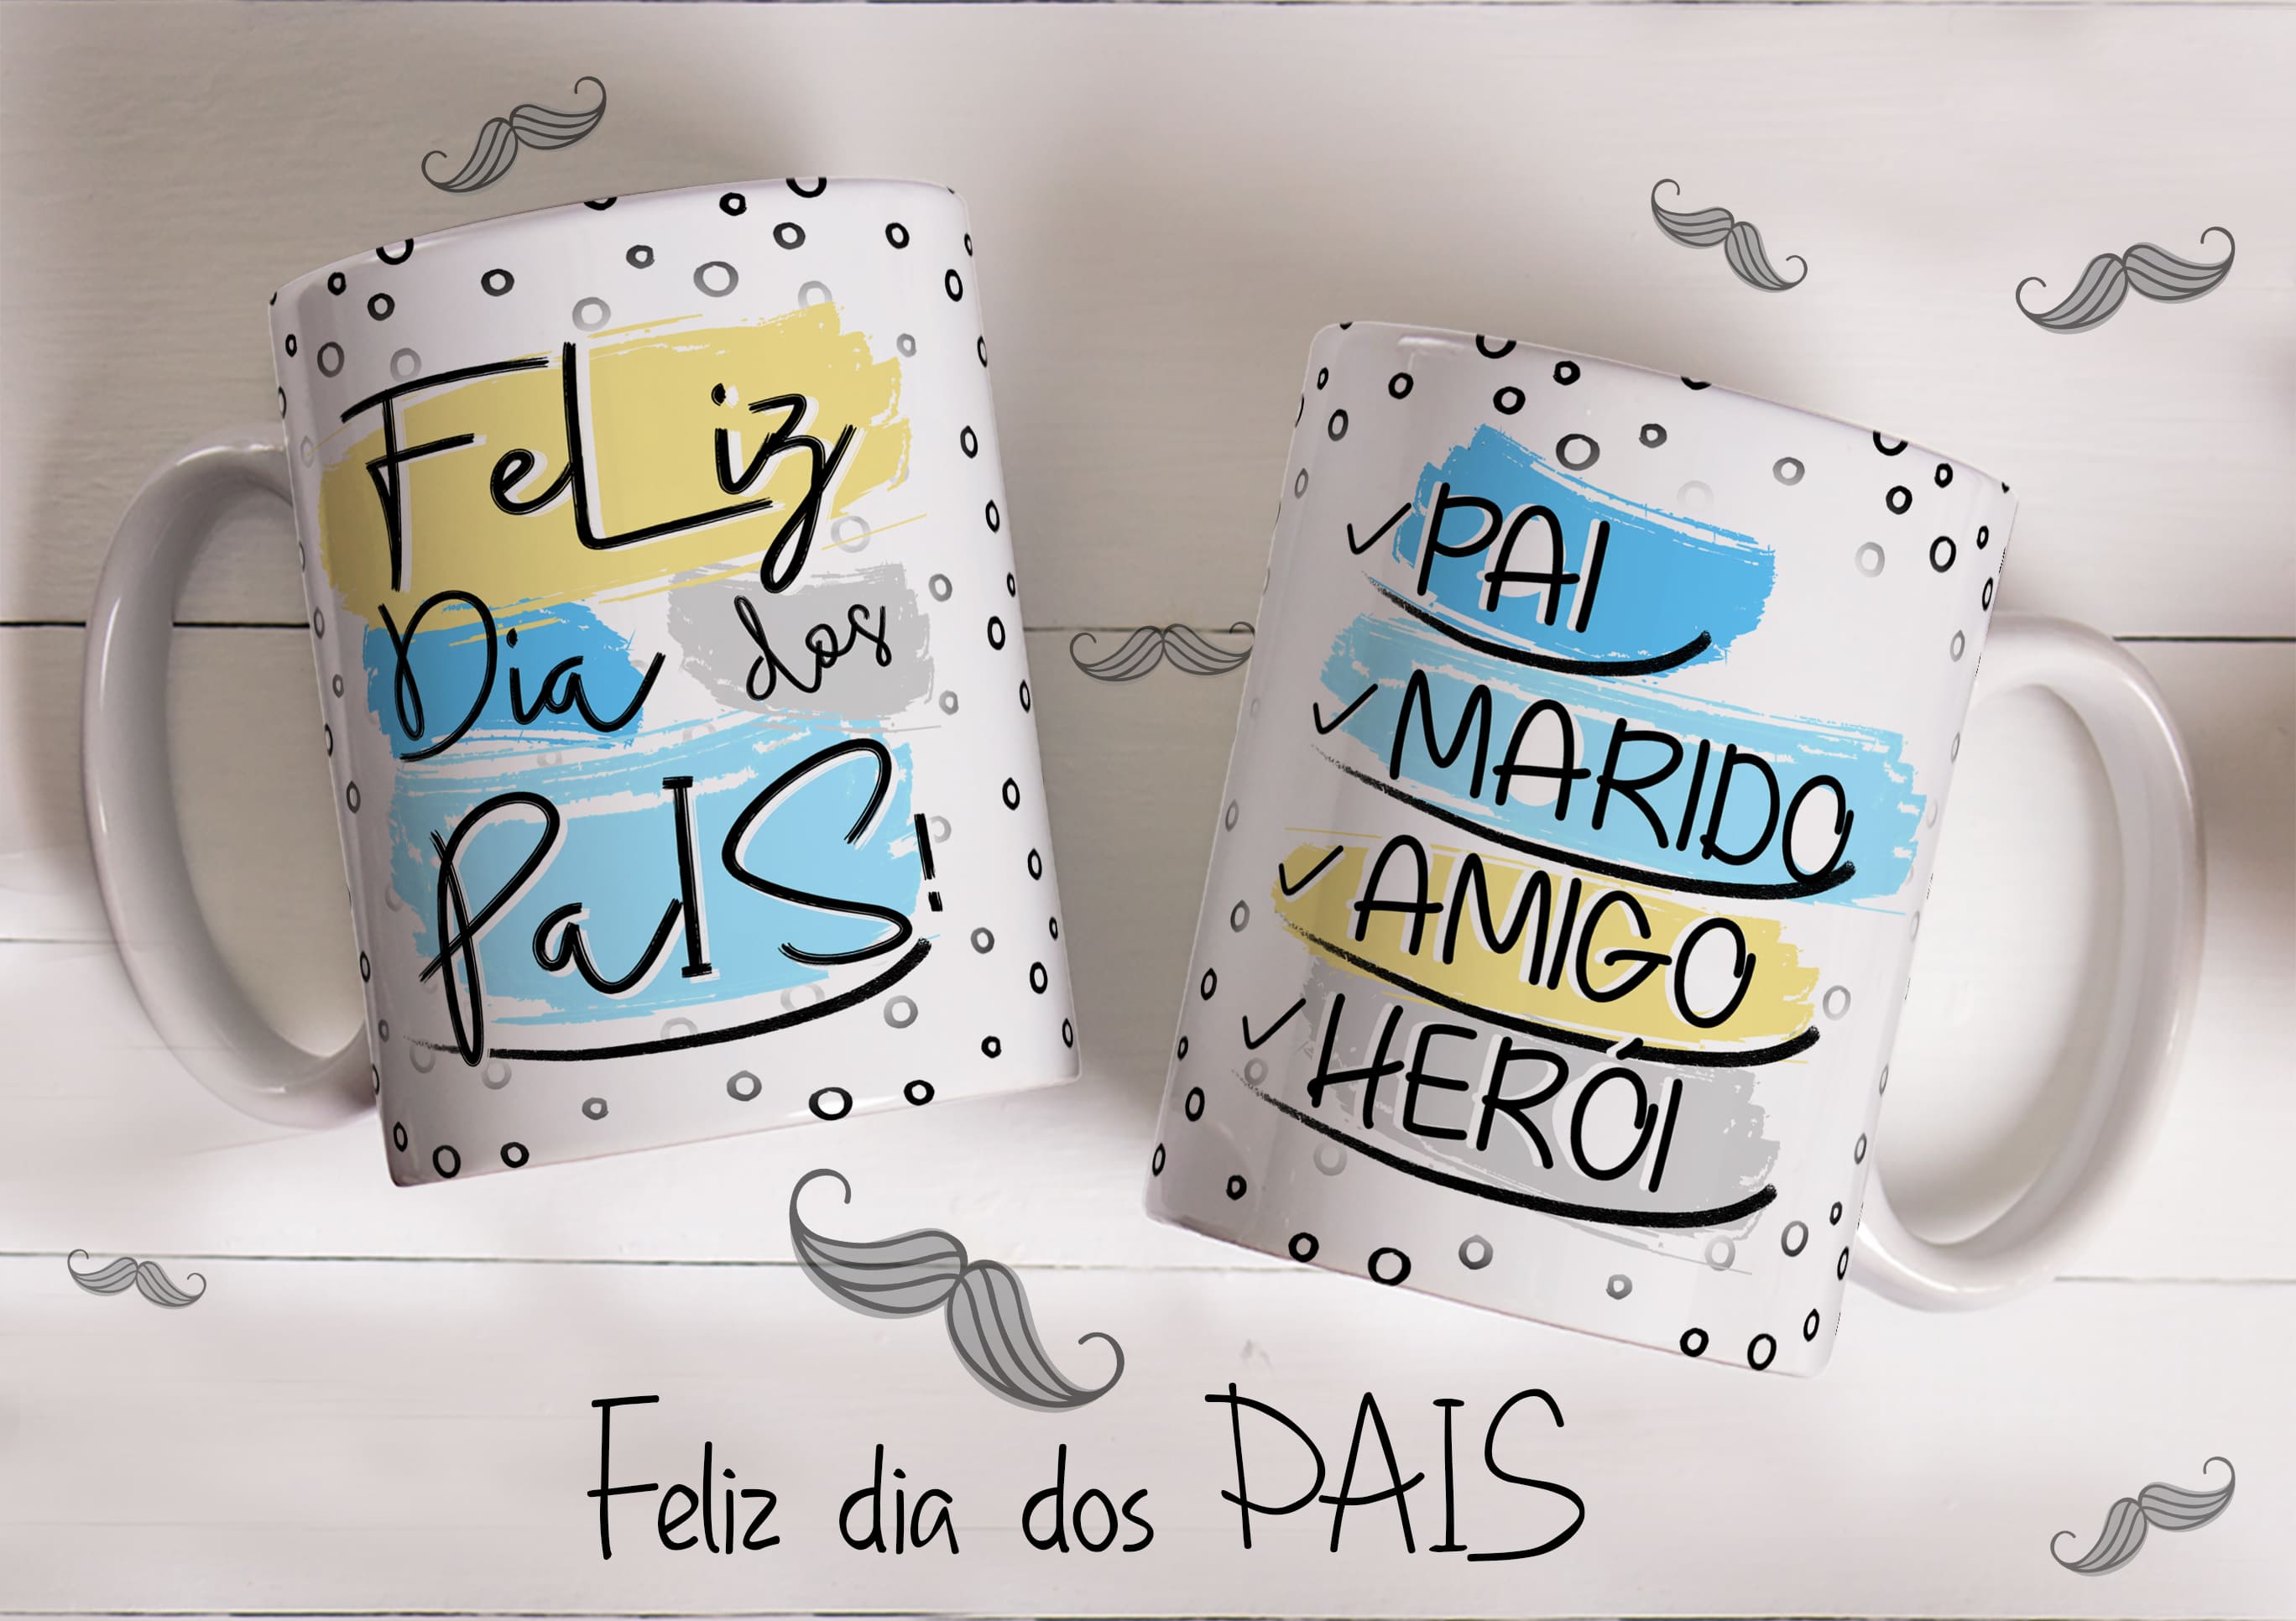 FeLiz
Dia dos
PaIS!
✓PAI
✓MARIDO
✓AMIGO
✓HERÓI
Feliz dia dos PAIS